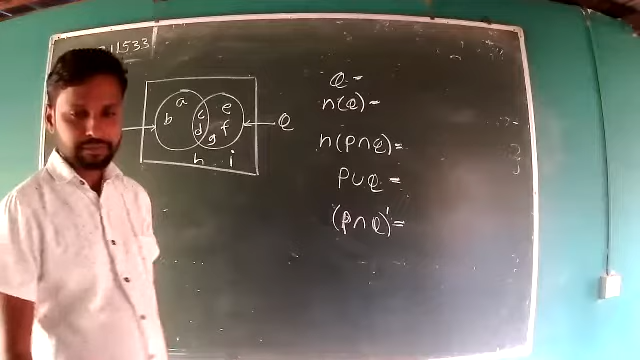 11533
a
b
c
d
e
f
g
h i
Q
Q =
n(Q) =
n(P∩Q) =
P∪Q =
(P∩Q)' =